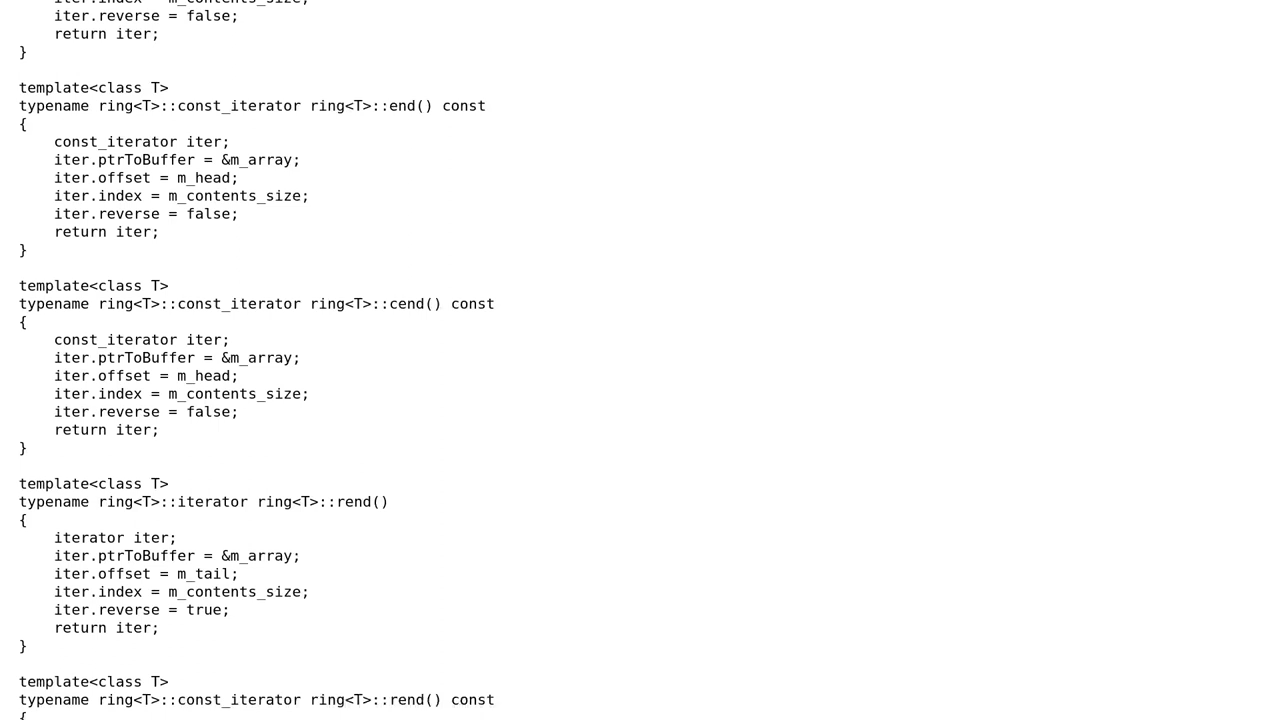 iter.index = m_contents_size;
    iter.reverse = false;
    return iter;
}

template<class T>
typename ring<T>::const_iterator ring<T>::end() const
{
    const_iterator iter;
    iter.ptrToBuffer = &m_array;
    iter.offset = m_head;
    iter.index = m_contents_size;
    iter.reverse = false;
    return iter;
}

template<class T>
typename ring<T>::const_iterator ring<T>::cend() const
{
    const_iterator iter;
    iter.ptrToBuffer = &m_array;
    iter.offset = m_head;
    iter.index = m_contents_size;
    iter.reverse = false;
    return iter;
}

template<class T>
typename ring<T>::iterator ring<T>::rend()
{
    iterator iter;
    iter.ptrToBuffer = &m_array;
    iter.offset = m_tail;
    iter.index = m_contents_size;
    iter.reverse = true;
    return iter;
}

template<class T>
typename ring<T>::const_iterator ring<T>::rend() const
{